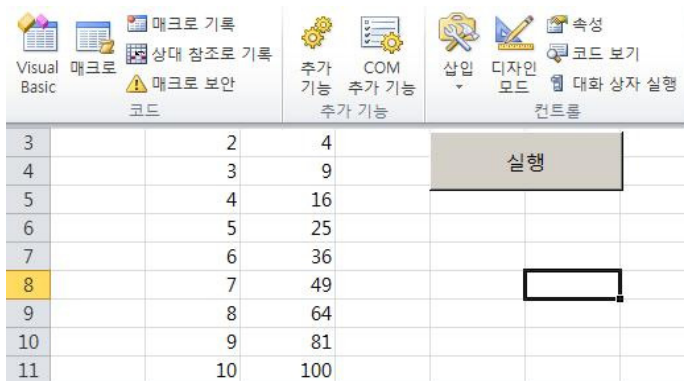 Visual Basic
매크로
매크로 기록
상대 참조로 기록
매크로 보안
코드
추가 기능
COM 추가 기능
추가 기능
삽입
디자인 모드
속성
코드 보기
대화 상자 실행
컨트롤
3 2 4
실행
4 3 9
5 4 16
6 5 25
7 6 36
8 7 49
9 8 64
10 9 81
11 10 100